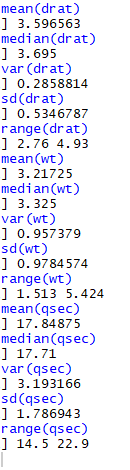 mean(drat)
] 3.596563
median(drat)
] 3.695
var(drat)
] 0.2858814
sd(drat)
] 0.5346787
range(drat)
] 2.76 4.93
mean(wt)
] 3.21725
median(wt)
] 3.325
var(wt)
] 0.957379
sd(wt)
] 0.9784574
range(wt)
] 1.513 5.424
mean(qsec)
] 17.84875
median(qsec)
] 17.71
var(qsec)
] 3.193166
sd(qsec)
] 1.786943
range(qsec)
] 14.5 22.9